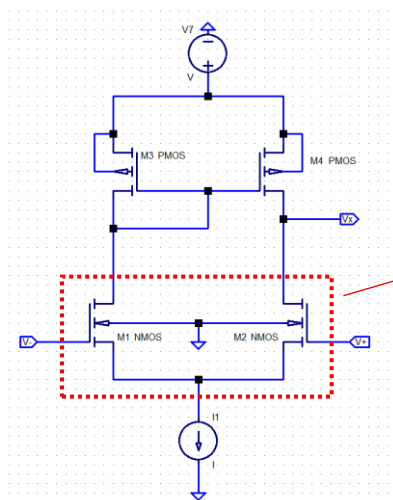 V7
V
M3 PMOS
M4 PMOS
Vx
M1 NMOS
M2 NMOS
V-
V+
I1
I